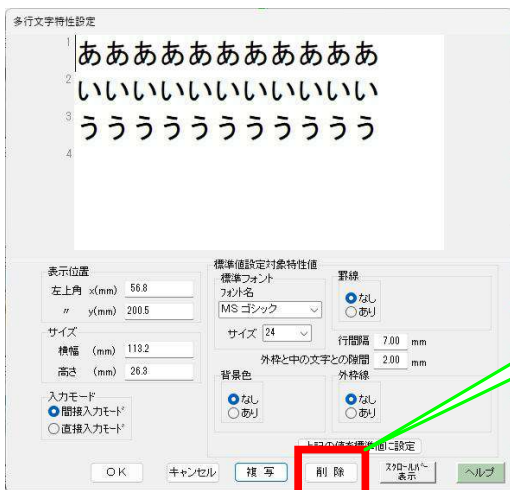 多行文字特性設定
1 ああああああああああああ
2 いいいいいいいいいいいい
3 うううううううううううう
4
表示位置
左上角 x(mm) 56.8
〃 y(mm) 200.5
サイズ
横幅 (mm) 113.2
高さ (mm) 26.3
入力モード
間接入力モード
直接入力モード
標準値設定対象特性値
標準フォント
フォント名
MS ゴシック
サイズ 24
罫線
なし
あり
行間隔 7.00 mm
外枠と中の文字との隙間 2.00 mm
背景色
なし
あり
外枠線
なし
あり
上記の値を標準値に設定
OK
キャンセル
複写
削除
スクロールバー
表示
ヘルプ